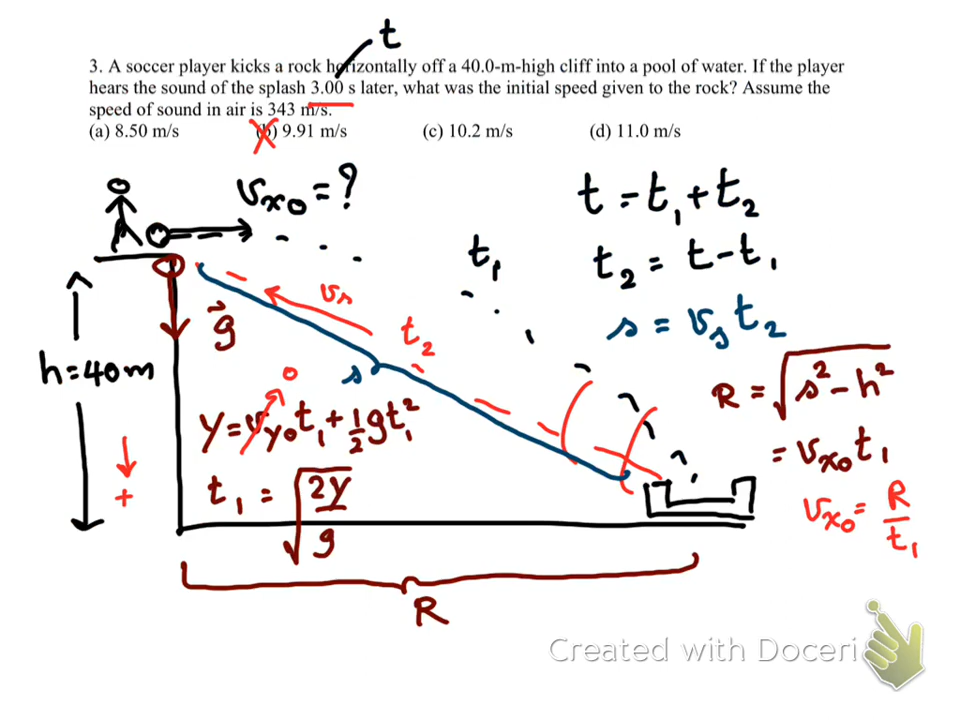 t
3. A soccer player kicks a rock horizontally off a 40.0-m-high cliff into a pool of water. If the player
hears the sound of the splash 3.00 s later, what was the initial speed given to the rock? Assume the
speed of sound in air is 343 m/s.
(a) 8.50 m/s (b) 9.91 m/s (c) 10.2 m/s (d) 11.0 m/s
vx0 = ?
t = t1 + t2
t1
t2 = t - t1
vs
g
t2
s = vs t2
h = 40m
s
R = √s² - h²
0
y = vy0 t1 + 1/2 g t1²
= vx0 t1
+
t1 = √2y/g
vx0 = R/t1
R
Created with Doceri